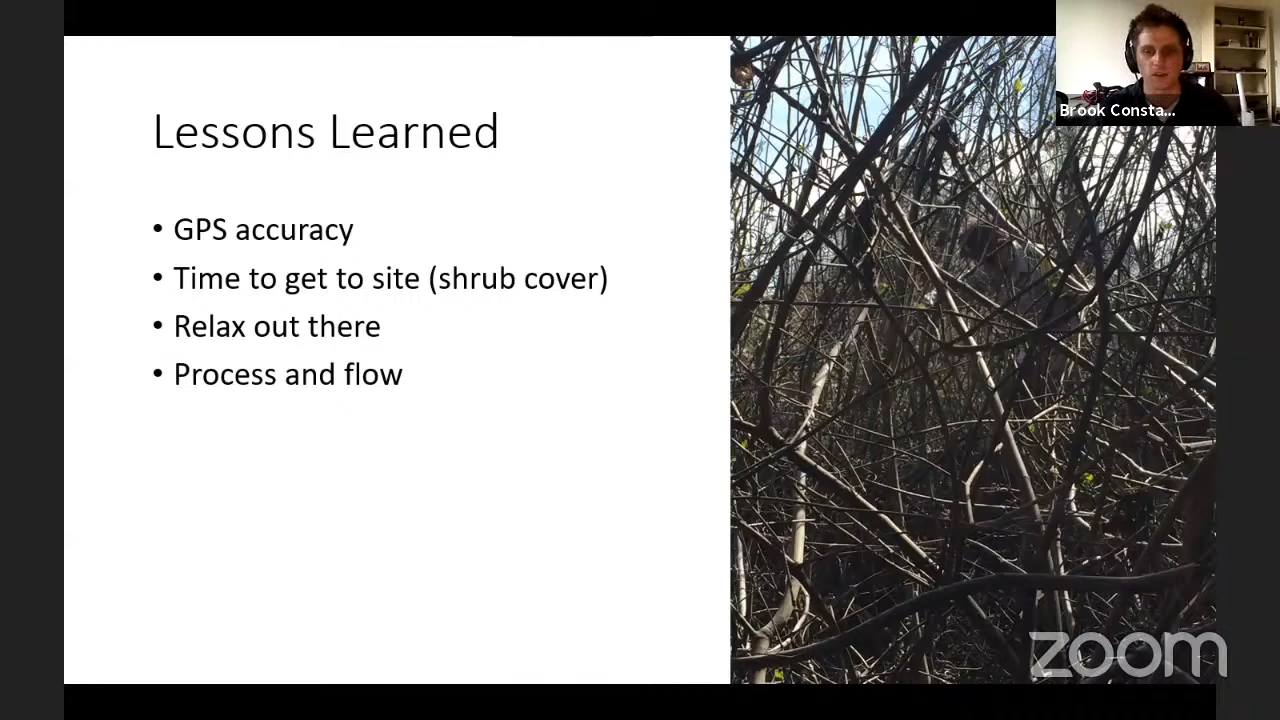 Lessons Learned
• GPS accuracy
• Time to get to site (shrub cover)
• Relax out there
• Process and flow
Brook Consta...
zoom